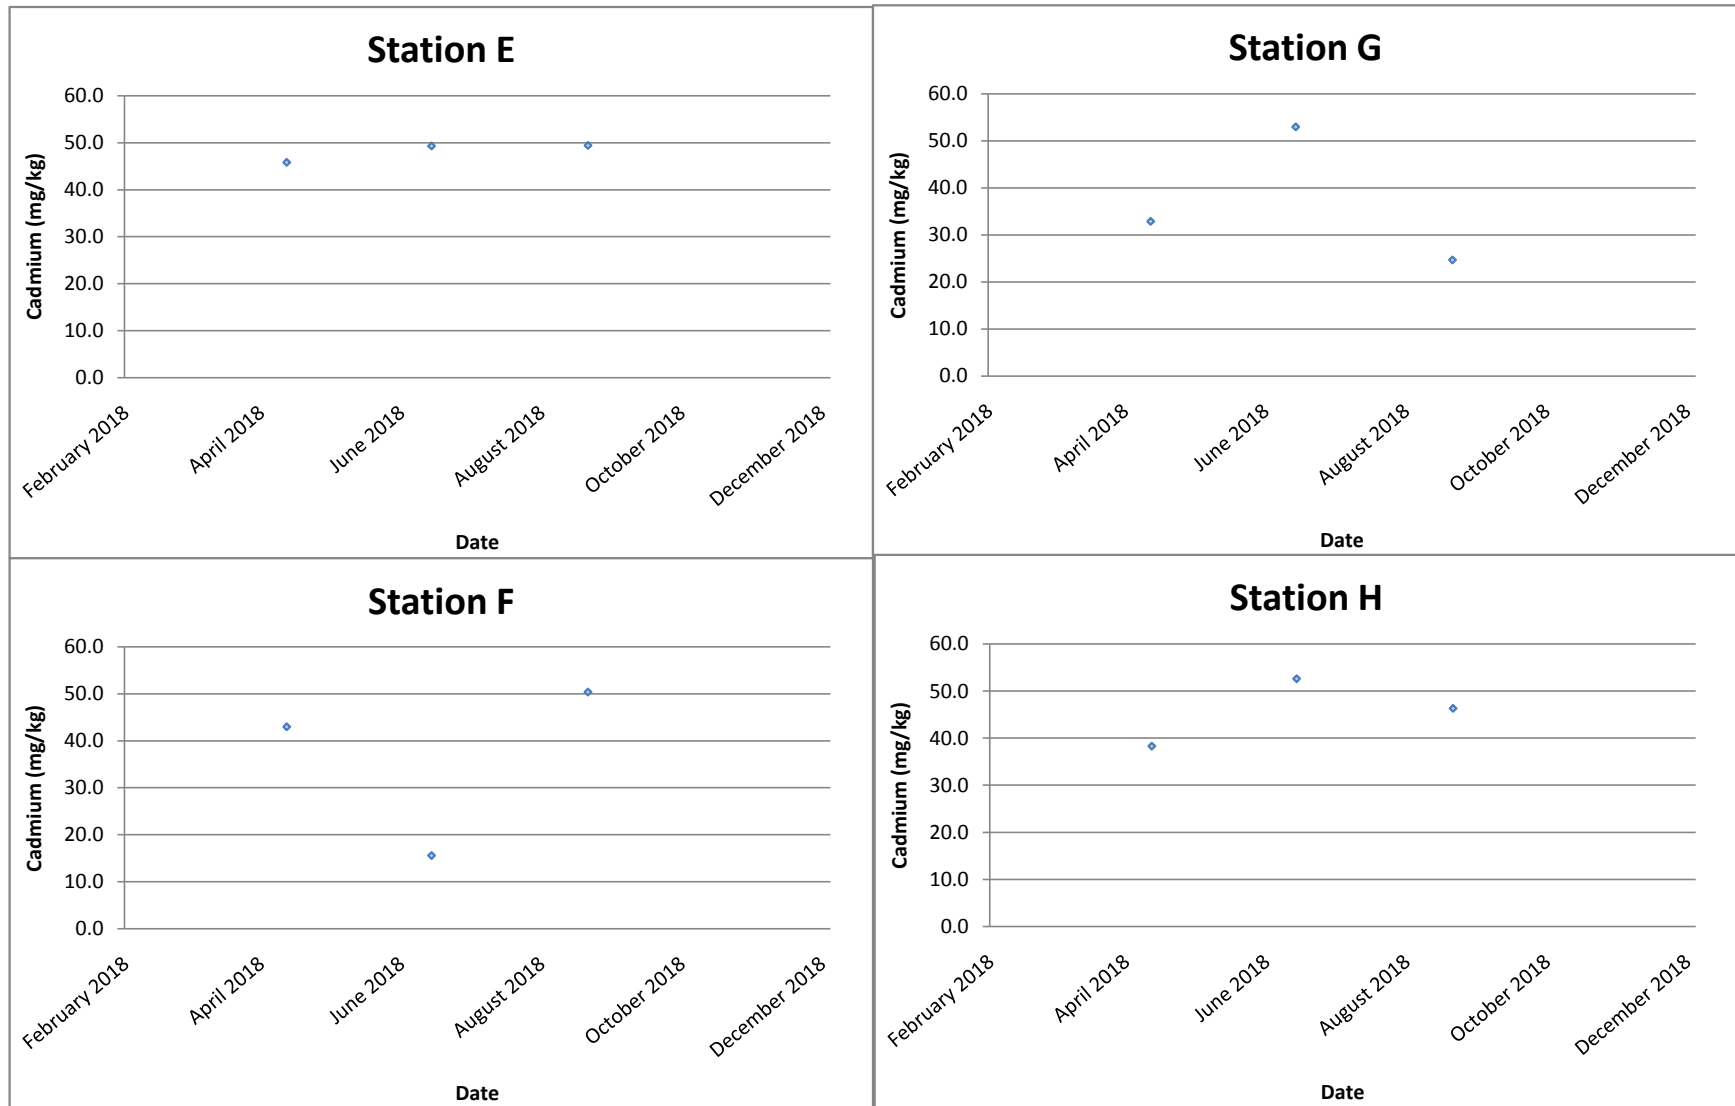 Station E
Cadmium (mg/kg)
60.0
50.0
40.0
30.0
20.0
10.0
0.0
February 2018
April 2018
June 2018
August 2018
October 2018
December 2018
Date
Station G
Cadmium (mg/kg)
60.0
50.0
40.0
30.0
20.0
10.0
0.0
February 2018
April 2018
June 2018
August 2018
October 2018
December 2018
Date
Station F
Cadmium (mg/kg)
60.0
50.0
40.0
30.0
20.0
10.0
0.0
February 2018
April 2018
June 2018
August 2018
October 2018
December 2018
Date
Station H
Cadmium (mg/kg)
60.0
50.0
40.0
30.0
20.0
10.0
0.0
February 2018
April 2018
June 2018
August 2018
October 2018
December 2018
Date